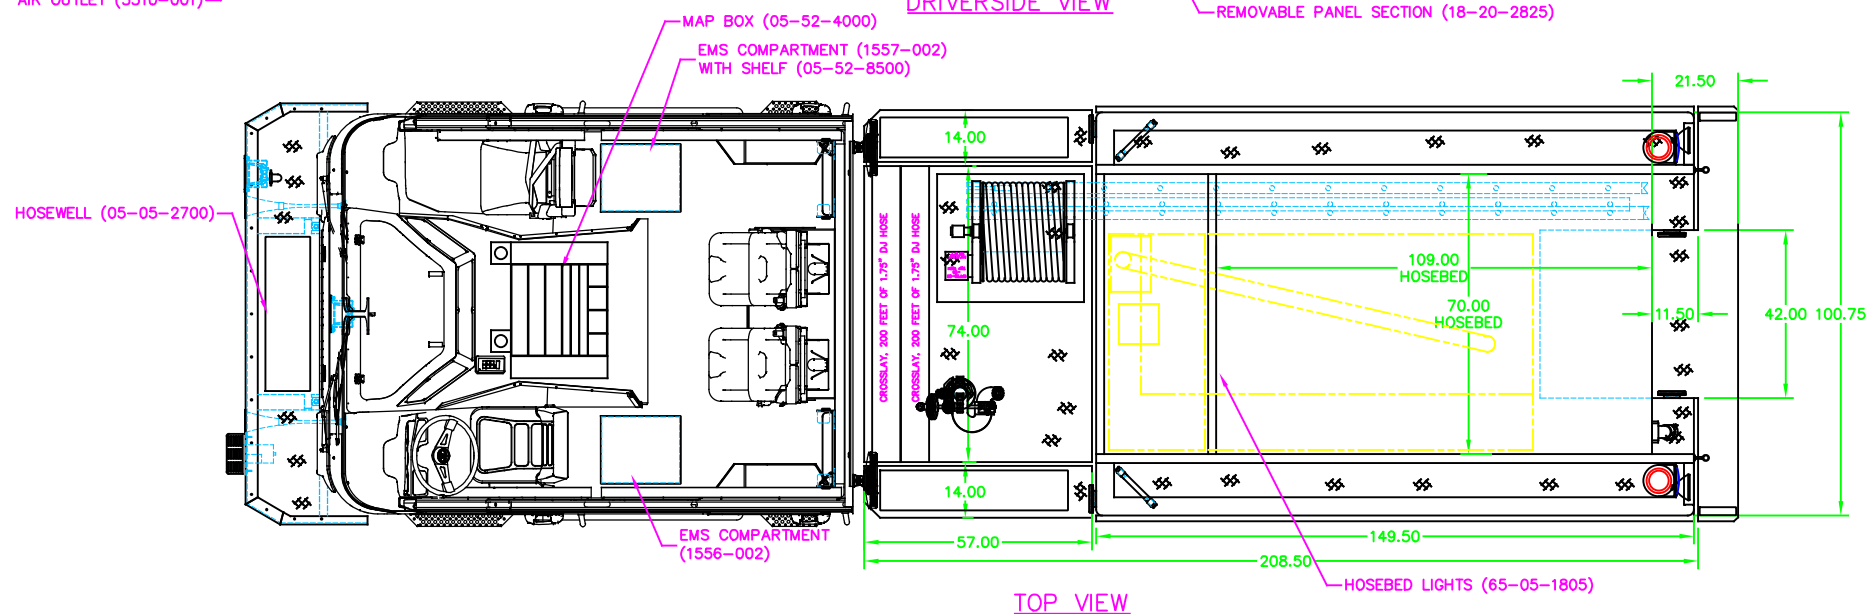 AIR OUTLET (5510-001)
DRIVERSIDE VIEW
REMOVABLE PANEL SECTION (18-20-2825)
MAP BOX (05-52-4000)
EMS COMPARTMENT (1557-002)
WITH SHELF (05-52-8500)
21.50
14.00
HOSEWELL (05-05-2700)
CROSSLAY, 200 FEET OF 1.75" DJ HOSE
CROSSLAY, 200 FEET OF 1.75" DJ HOSE
109.00
HOSEBED
70.00
HOSEBED
11.50
42.00
100.75
74.00
14.00
EMS COMPARTMENT
(1556-002)
57.00
149.50
208.50
HOSEBED LIGHTS (65-05-1805)
TOP VIEW